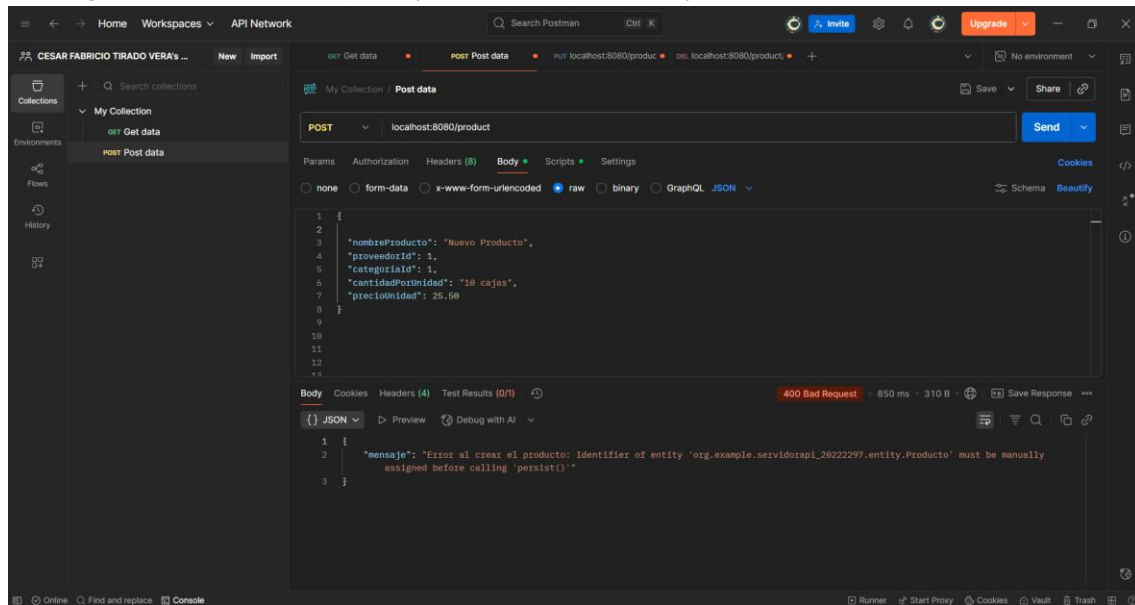 Home Workspaces API Network Search Postman Ctrl K Invite Upgrade
CESAR FABRICIO TIRADO VERA's ... New Import GET Get data POST Post data PUT localhost:8080/produc DEL localhost:8080/product, No environment
Collections Search collections My Collection / Post data Save Share
My Collection
Environments GET Get data POST localhost:8080/product Send
POST Post data
Flows Params Authorization Headers (8) Body Scripts Settings Cookies
none form-data x-www-form-urlencoded raw binary GraphQL JSON Schema Beautify
History
1 {
2
3 "nombreProducto": "Nuevo Producto",
4 "proveedorId": 1,
5 "categoriaId": 1,
6 "cantidadPorUnidad": "10 cajas",
7 "precioUnidad": 25.50
8 }
9
10
11
12
13
Body Cookies Headers (4) Test Results (0/1) 400 Bad Request 850 ms 310 B Save Response
{} JSON Preview Debug with AI
1 {
2 "mensaje": "Error al crear el producto: Identifier of entity 'org.example.servidorapi_20222297.entity.Producto' must be manually
assigned before calling 'persist()'"
3 }
Online Find and replace Console Runner Start Proxy Cookies Vault Trash